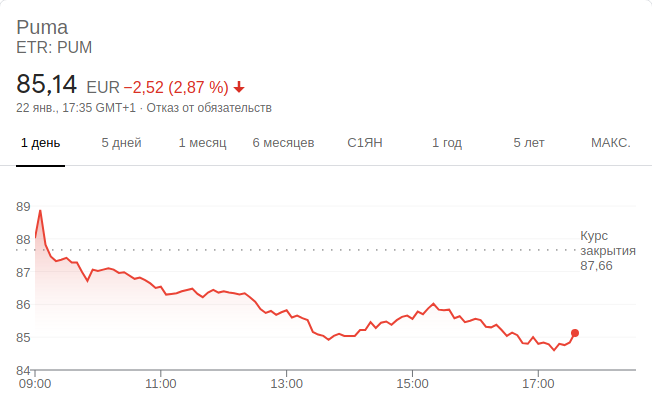 Puma
ETR: PUM
85,14 EUR −2,52 (2,87 %)
22 янв., 17:35 GMT+1 · Отказ от обязательств
1 день 5 дней 1 месяц 6 месяцев С1ЯН 1 год 5 лет МАКС.
89
88
87
86
85
84
Курс
закрытия
87,66
09:00 11:00 13:00 15:00 17:00